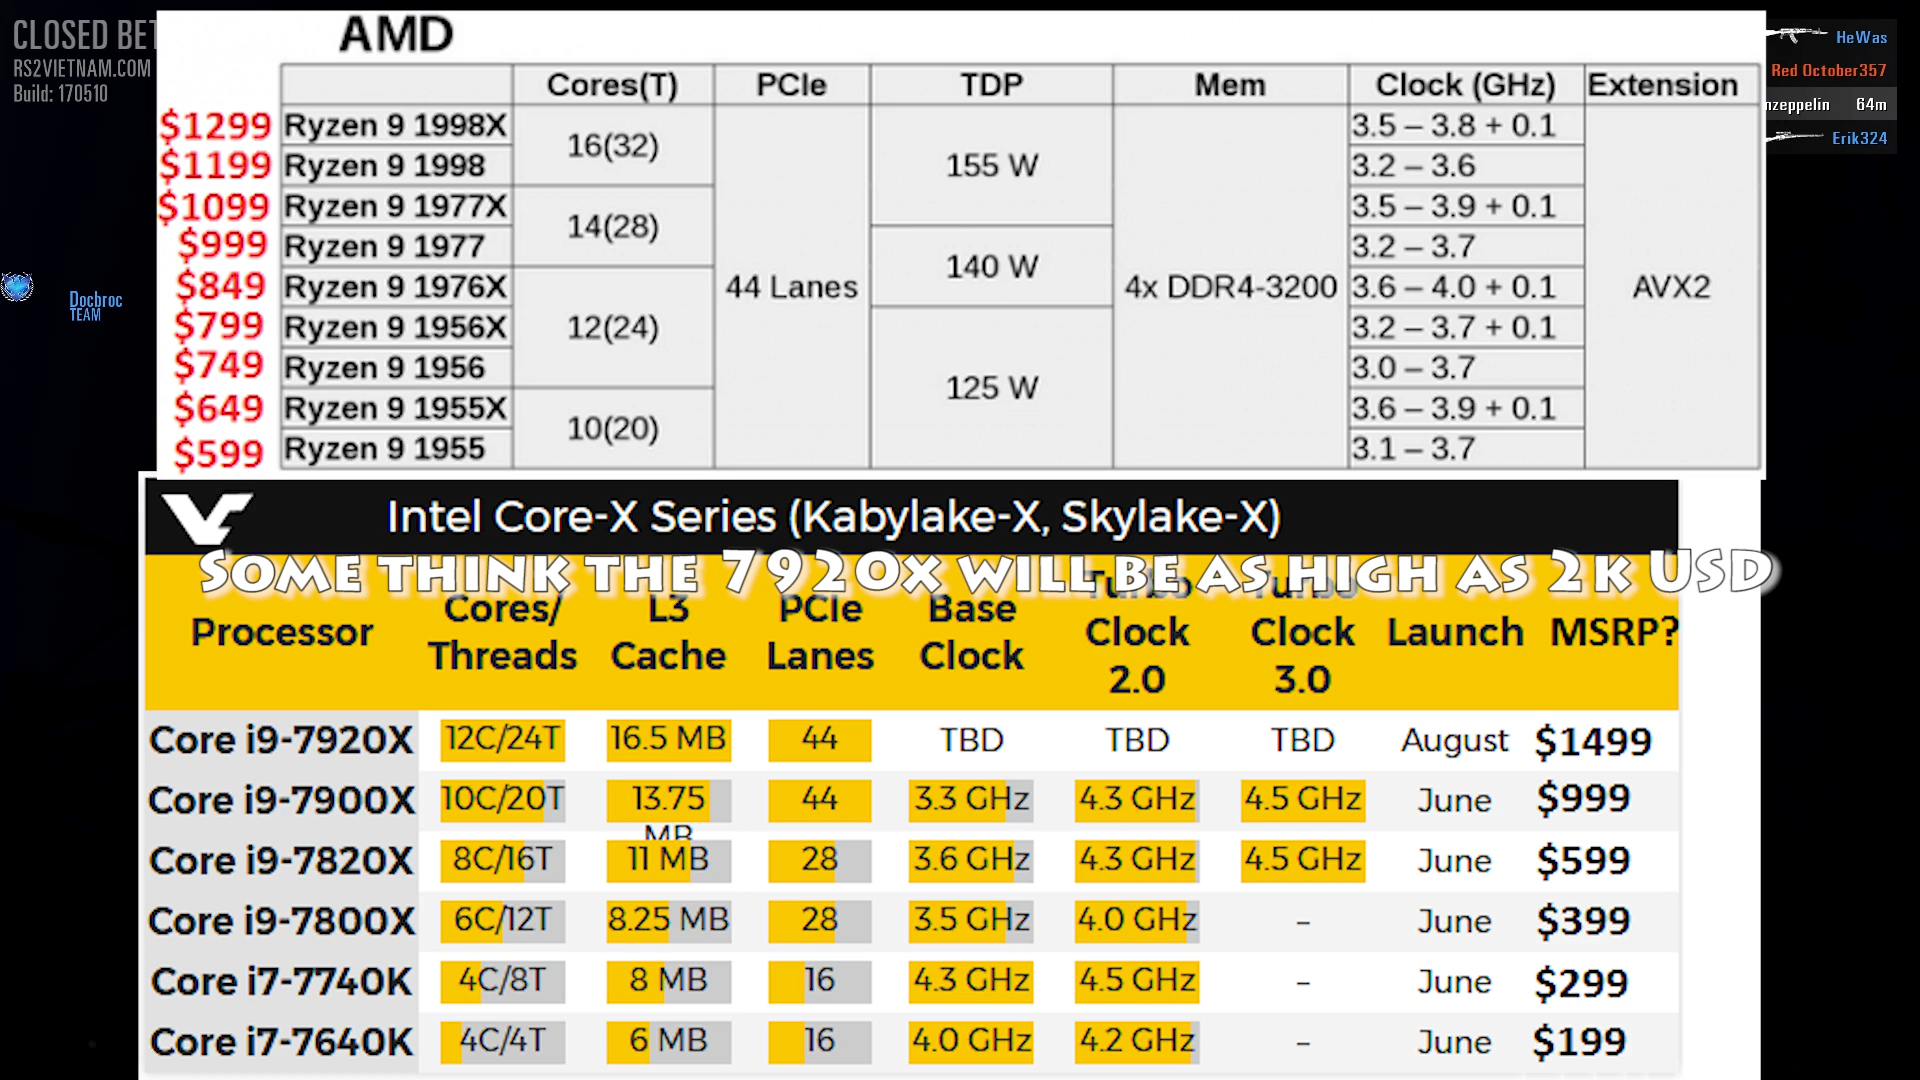 CLOSED BET
RS2VIETNAM.COM
Build: 170510
HeWas
Red October357
nzeppelin 64m
Erik324
Docbroc
TEAM
AMD
Cores(T) PCIe TDP Mem Clock (GHz) Extension
$1299 Ryzen 9 1998X 16(32) 44 Lanes 155 W 4x DDR4-3200 3.5 – 3.8 + 0.1 AVX2
$1199 Ryzen 9 1998 3.2 – 3.6
$1099 Ryzen 9 1977X 14(28) 3.5 – 3.9 + 0.1
$999 Ryzen 9 1977 140 W 3.2 – 3.7
$849 Ryzen 9 1976X 12(24) 3.6 – 4.0 + 0.1
$799 Ryzen 9 1956X 125 W 3.2 – 3.7 + 0.1
$749 Ryzen 9 1956 3.0 – 3.7
$649 Ryzen 9 1955X 10(20) 3.6 – 3.9 + 0.1
$599 Ryzen 9 1955 3.1 – 3.7
Intel Core-X Series (Kabylake-X, Skylake-X)
Some think the 7920x will be as high as 2k USD
Processor Cores/ Threads L3 Cache PCIe Lanes Base Clock Turbo Clock 2.0 Turbo Clock 3.0 Launch MSRP?
Core i9-7920X 12C/24T 16.5 MB 44 TBD TBD TBD August $1499
Core i9-7900X 10C/20T 13.75 MB 44 3.3 GHz 4.3 GHz 4.5 GHz June $999
Core i9-7820X 8C/16T 11 MB 28 3.6 GHz 4.3 GHz 4.5 GHz June $599
Core i9-7800X 6C/12T 8.25 MB 28 3.5 GHz 4.0 GHz – June $399
Core i7-7740K 4C/8T 8 MB 16 4.3 GHz 4.5 GHz – June $299
Core i7-7640K 4C/4T 6 MB 16 4.0 GHz 4.2 GHz – June $199